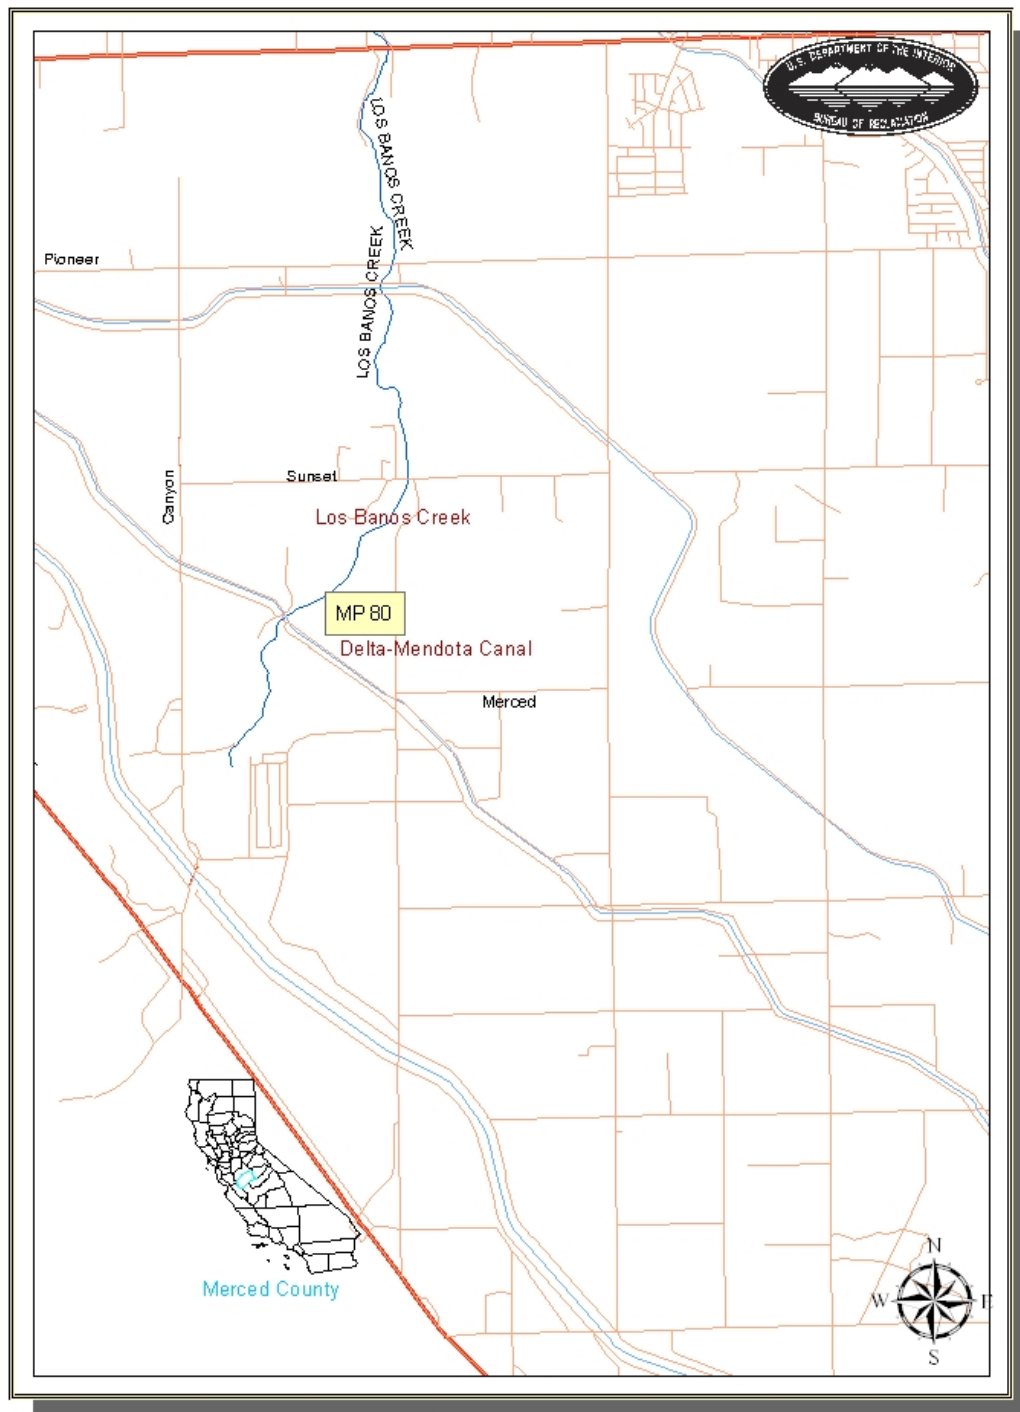 U.S. DEPARTMENT OF THE INTERIOR
BUREAU OF RECLAMATION
LOS BANOS CREEK
LOS BANOS CREEK
Pioneer
Canyon
Sunset
Los Banos Creek
MP 80
Delta-Mendota Canal
Merced
Merced County
N
W
E
S